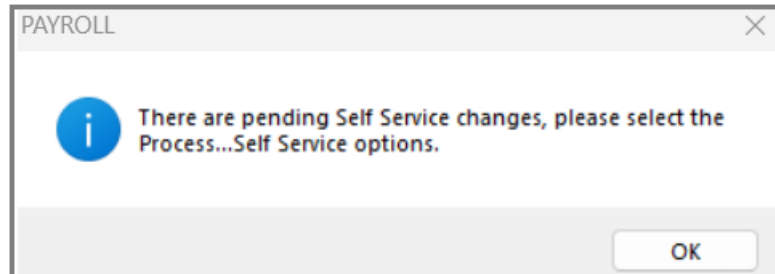 PAYROLL
There are pending Self Service changes, please select the
Process...Self Service options.
OK